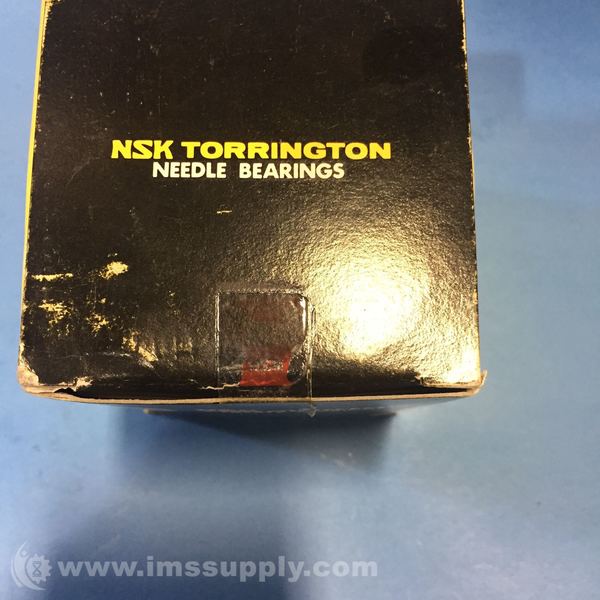 NSK TORRINGTON
NEEDLE BEARINGS
www.imssupply.com